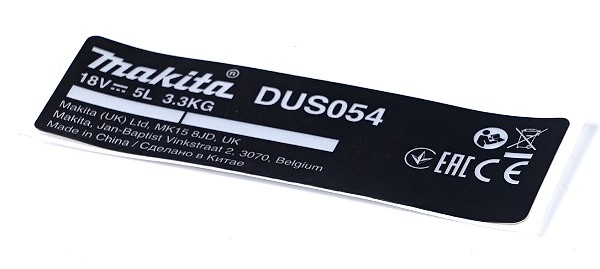 makita®
18V⎓ 5L 3.3KG
DUS054
Makita (UK) Ltd, MK15 8JD, UK
Makita, Jan-Baptist Vinkstraat 2, 3070, Belgium
Made in China / Сделано в Китае
EAC CE